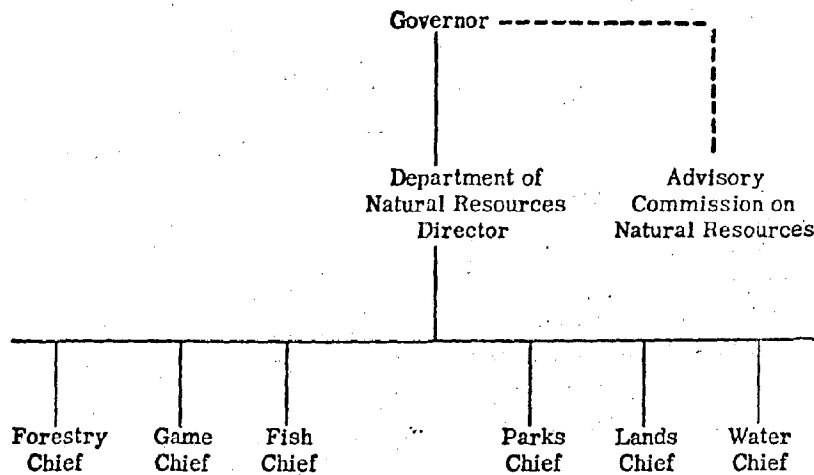 Governor
Department of
Natural Resources
Director
Advisory
Commission on
Natural Resources
Forestry
Chief
Game
Chief
Fish
Chief
Parks
Chief
Lands
Chief
Water
Chief